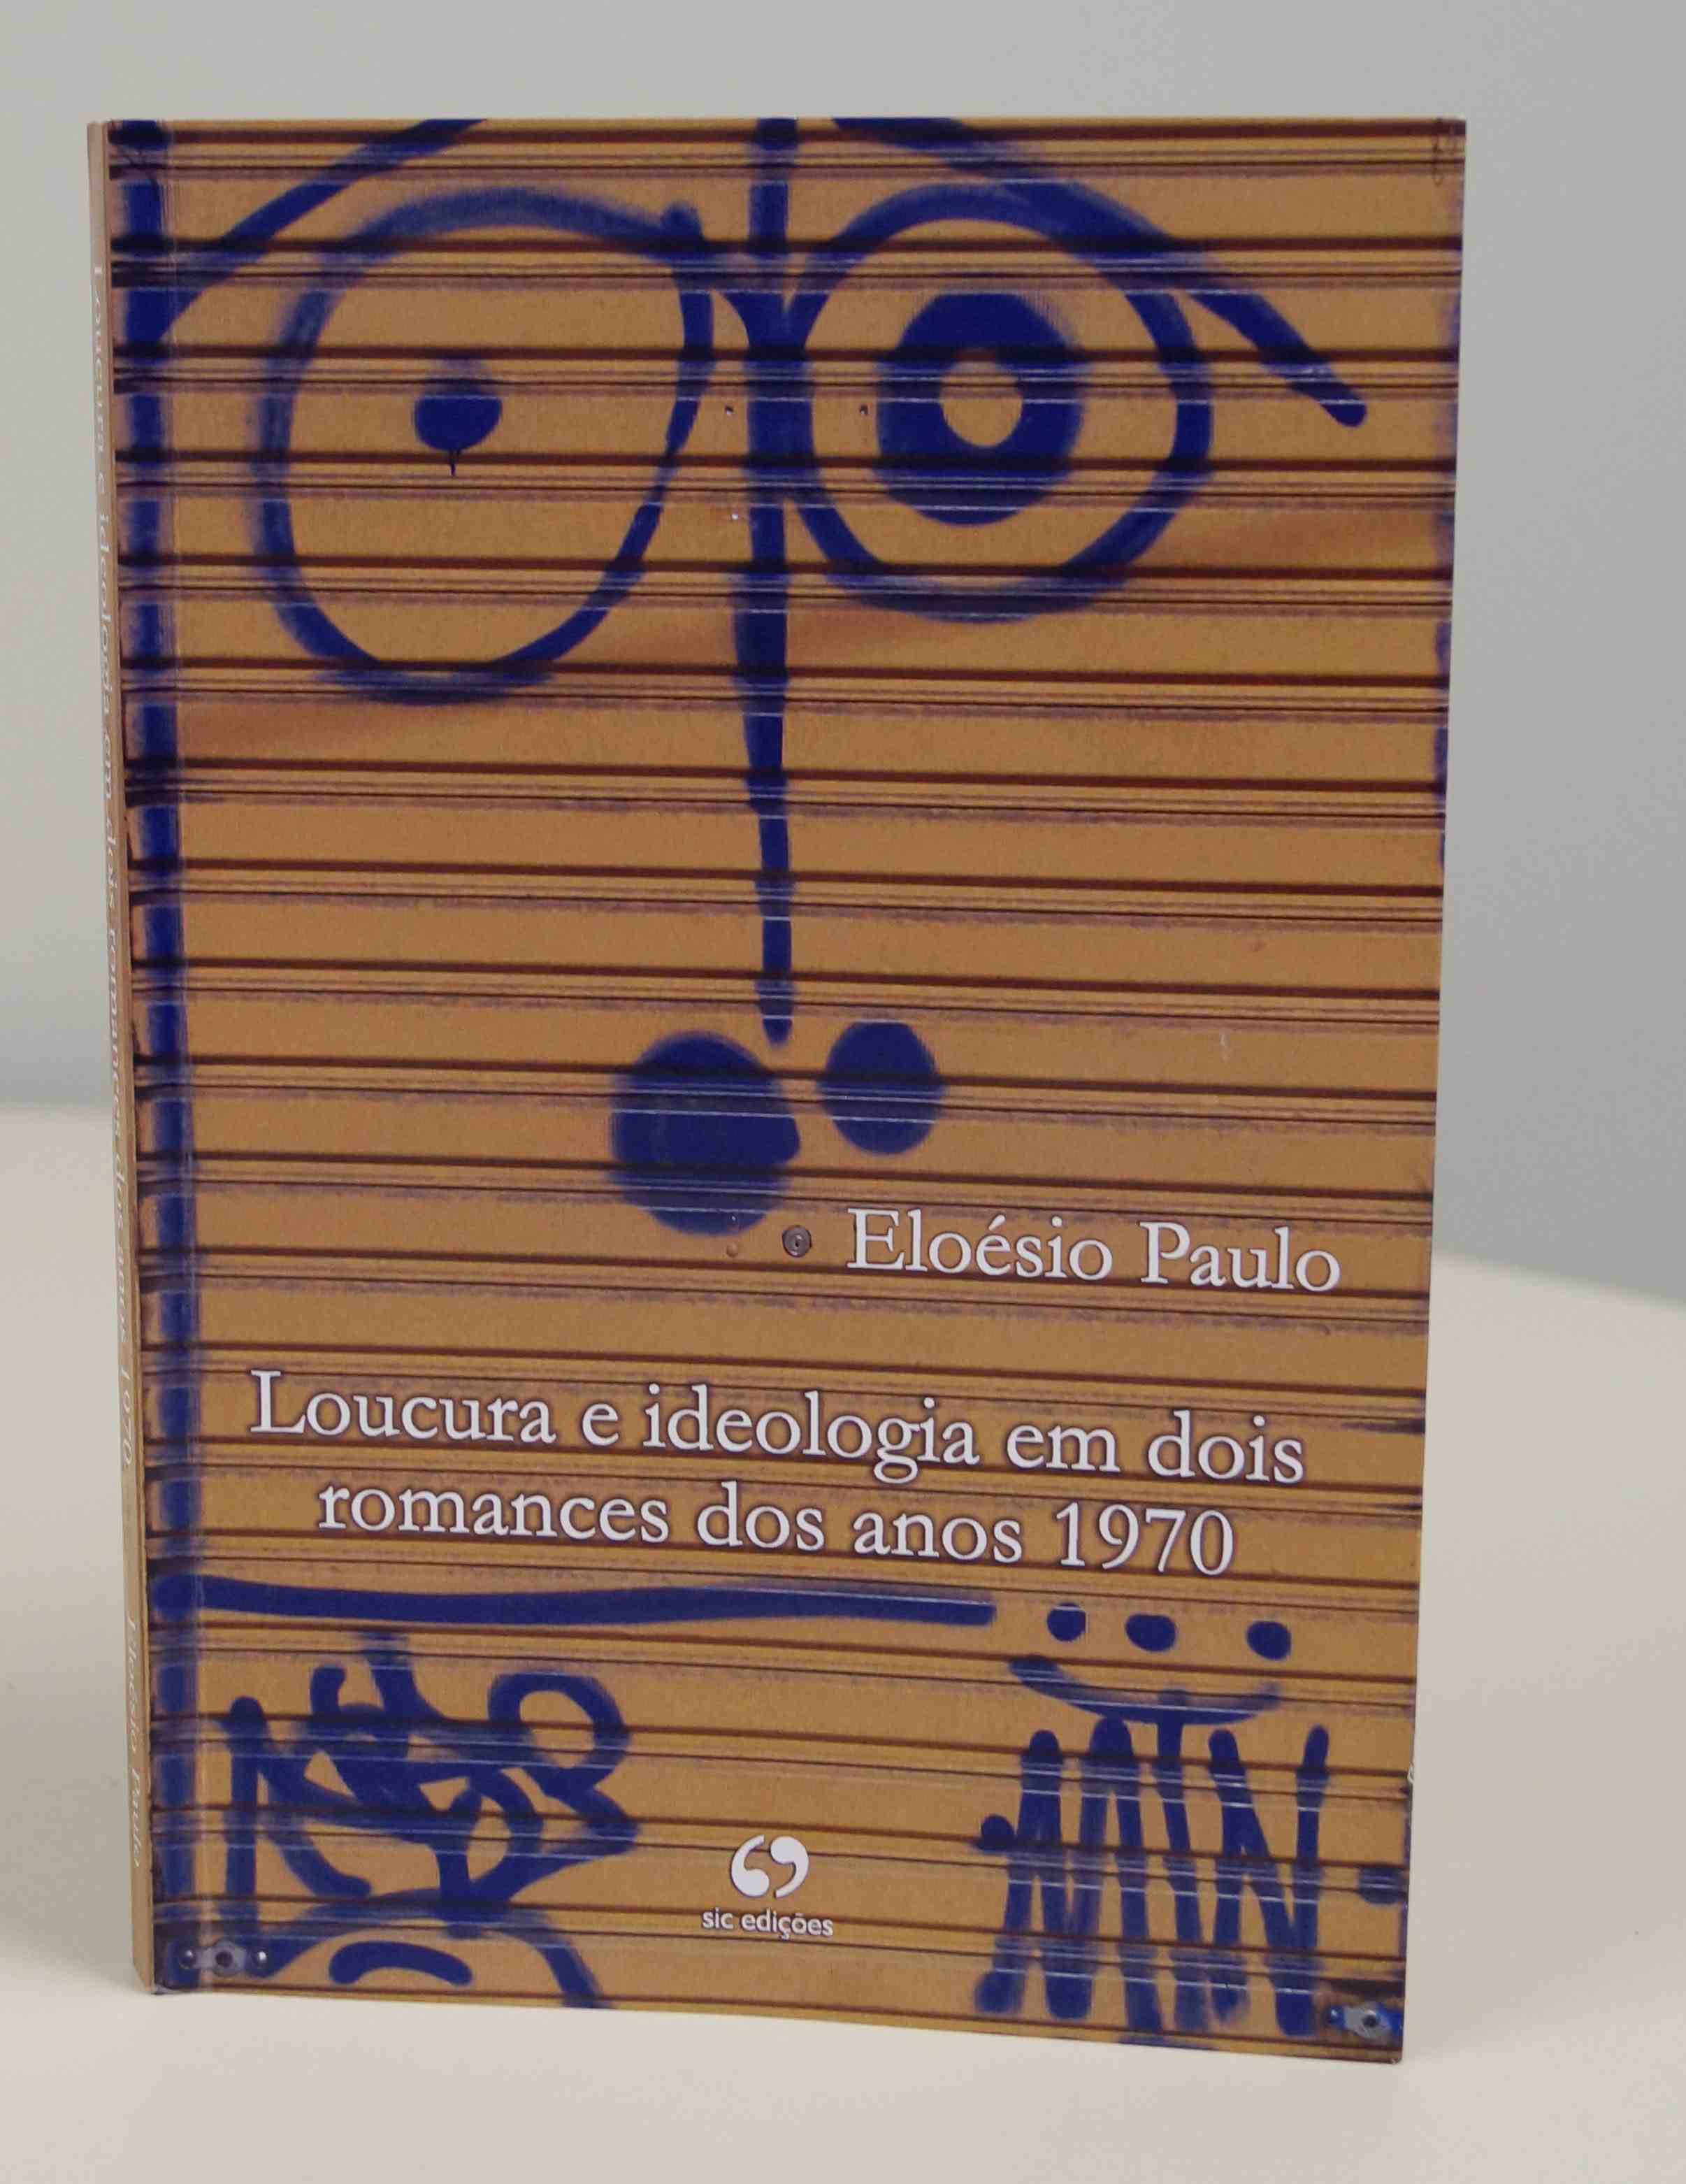 Eloésio Paulo
Loucura e ideologia em dois
romances dos anos 1970
sic edições
Loucura e ideologia em dois romances dos anos 1970
Eloésio Paulo